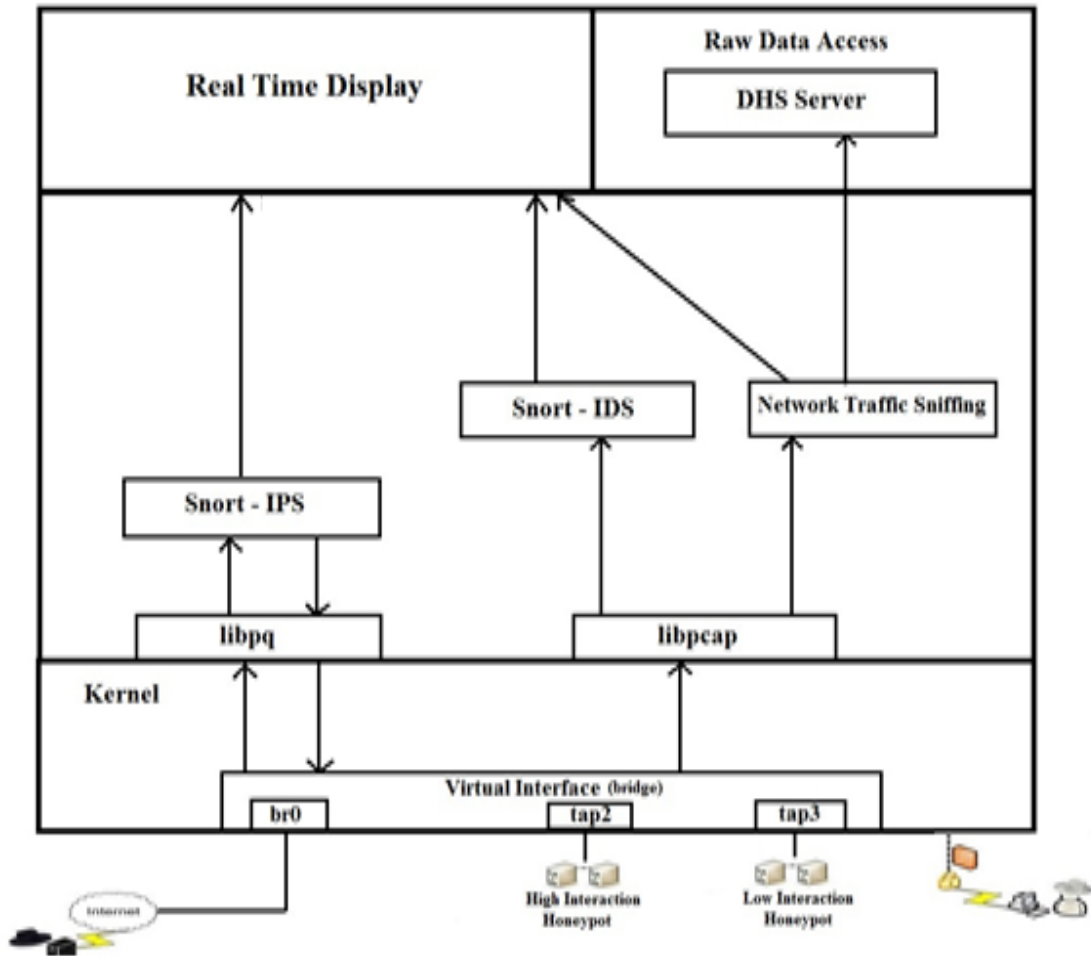 Raw Data Access
Real Time Display
DHS Server
Snort - IDS
Network Traffic Sniffing
Snort - IPS
libpq
libpcap
Kernel
Virtual Interface (bridge)
br0
tap2
tap3
Internet
High Interaction
Honeypot
Low Interaction
Honeypot